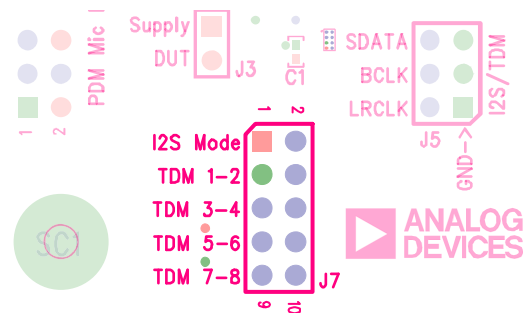 PDM Mic I
1
2
Supply
DUT
J3
C1
SDATA
BCLK
LRCLK
I2S/TDM
J5
GND->
1
2
I2S Mode
TDM 1-2
TDM 3-4
TDM 5-6
TDM 7-8
J7
9
10
SC1
ANALOG
DEVICES